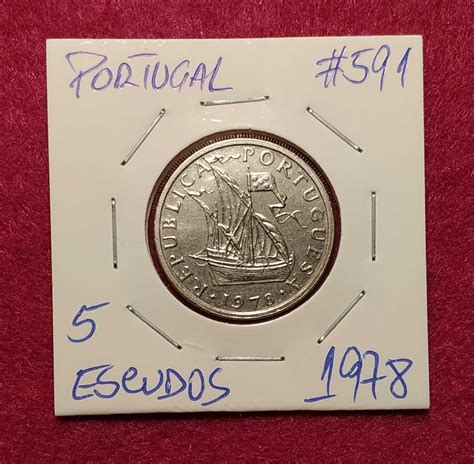 PORTUGAL #591
REPUBLICA PORTUGUESA
1978
5
ESCUDOS 1978